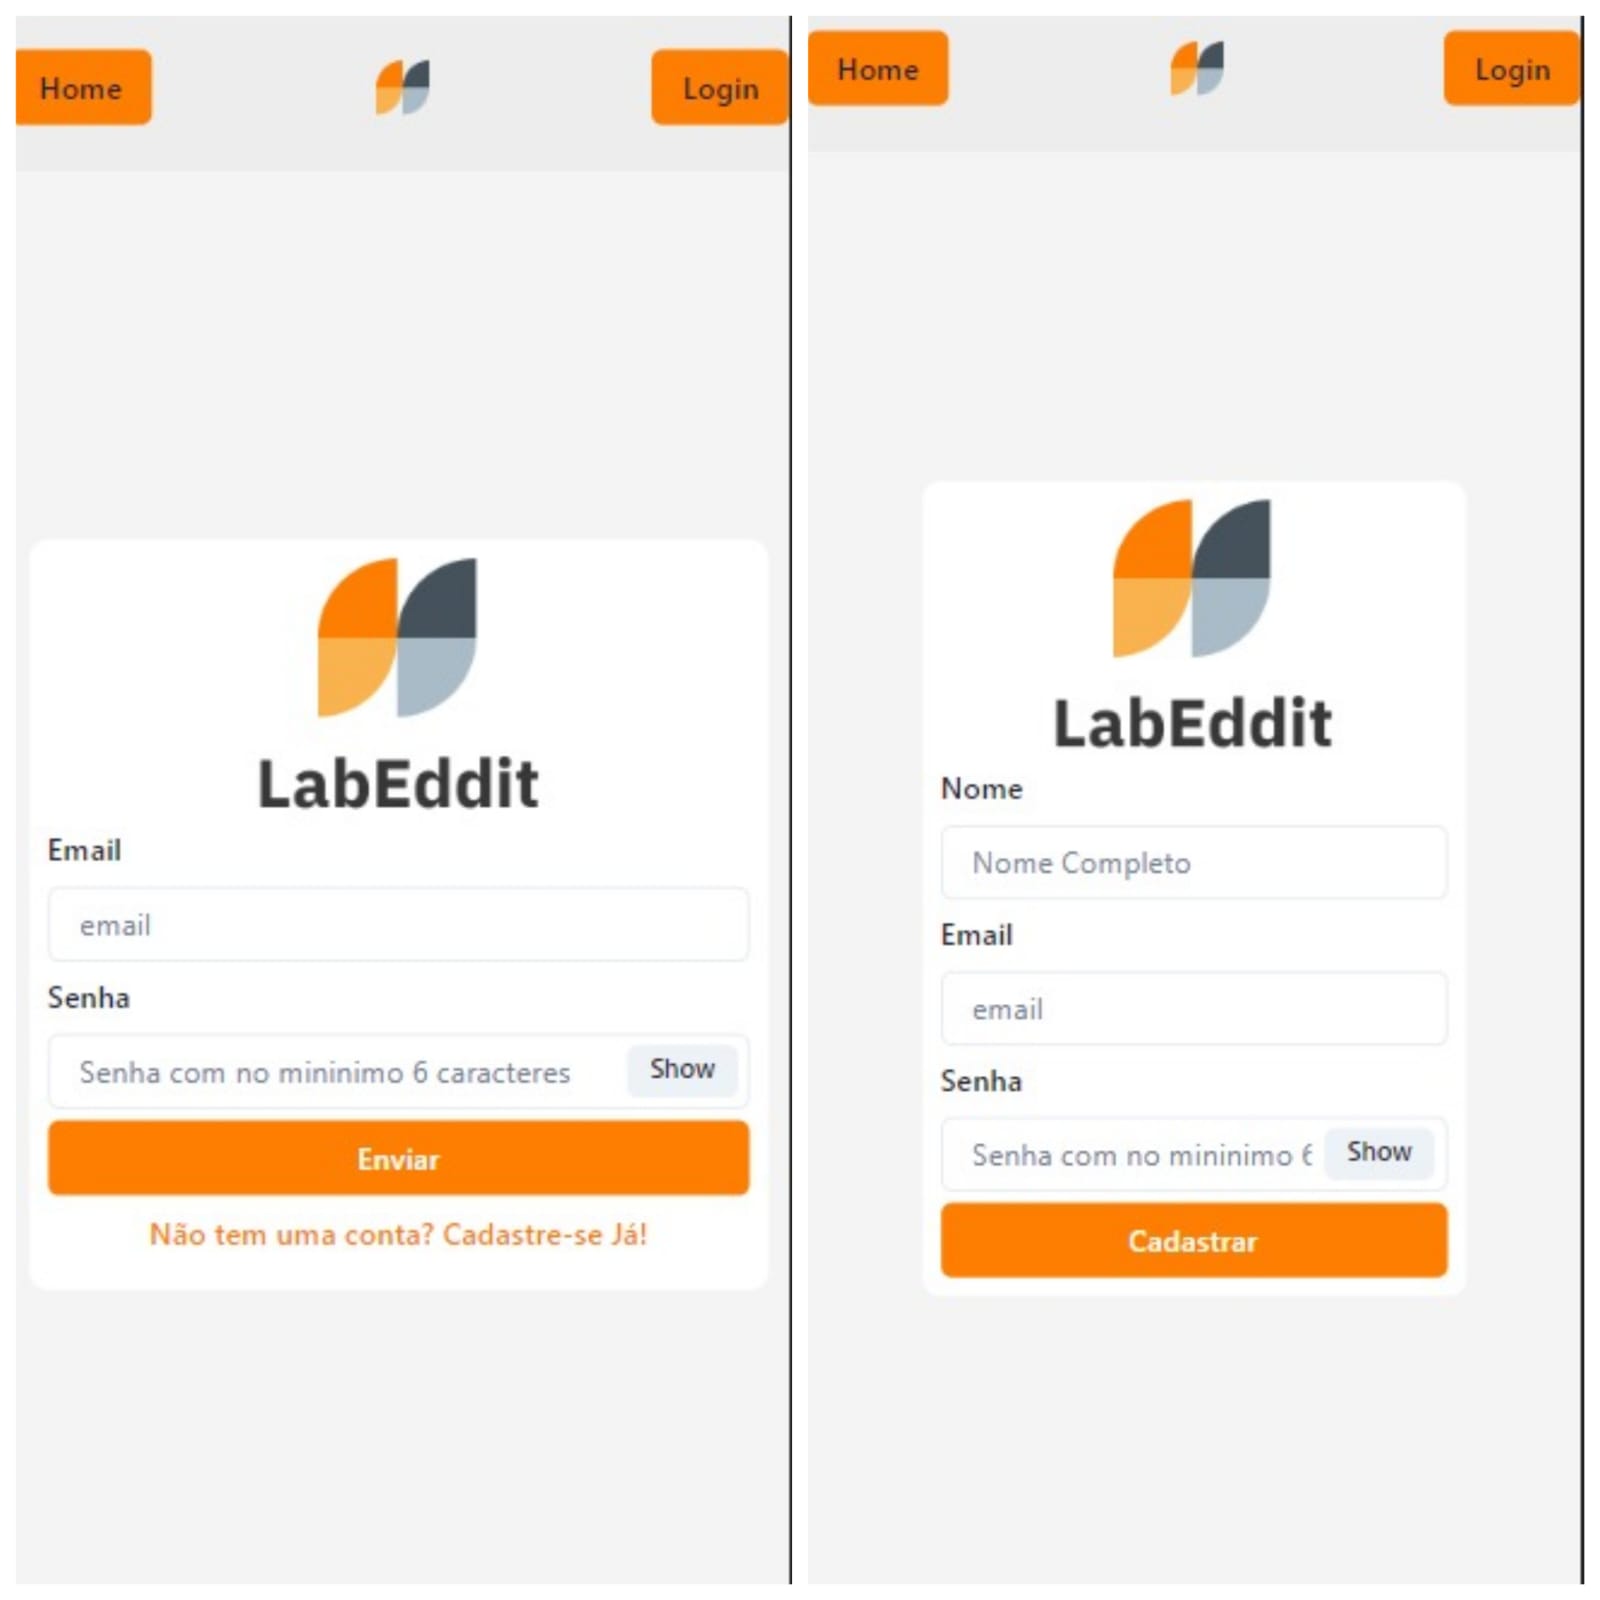 Home
Login
LabEddit
Email
email
Senha
Senha com no mininimo 6 caracteres
Show
Enviar
Não tem uma conta? Cadastre-se Já!
Home
Login
LabEddit
Nome
Nome Completo
Email
email
Senha
Senha com no mininimo 6
Show
Cadastrar